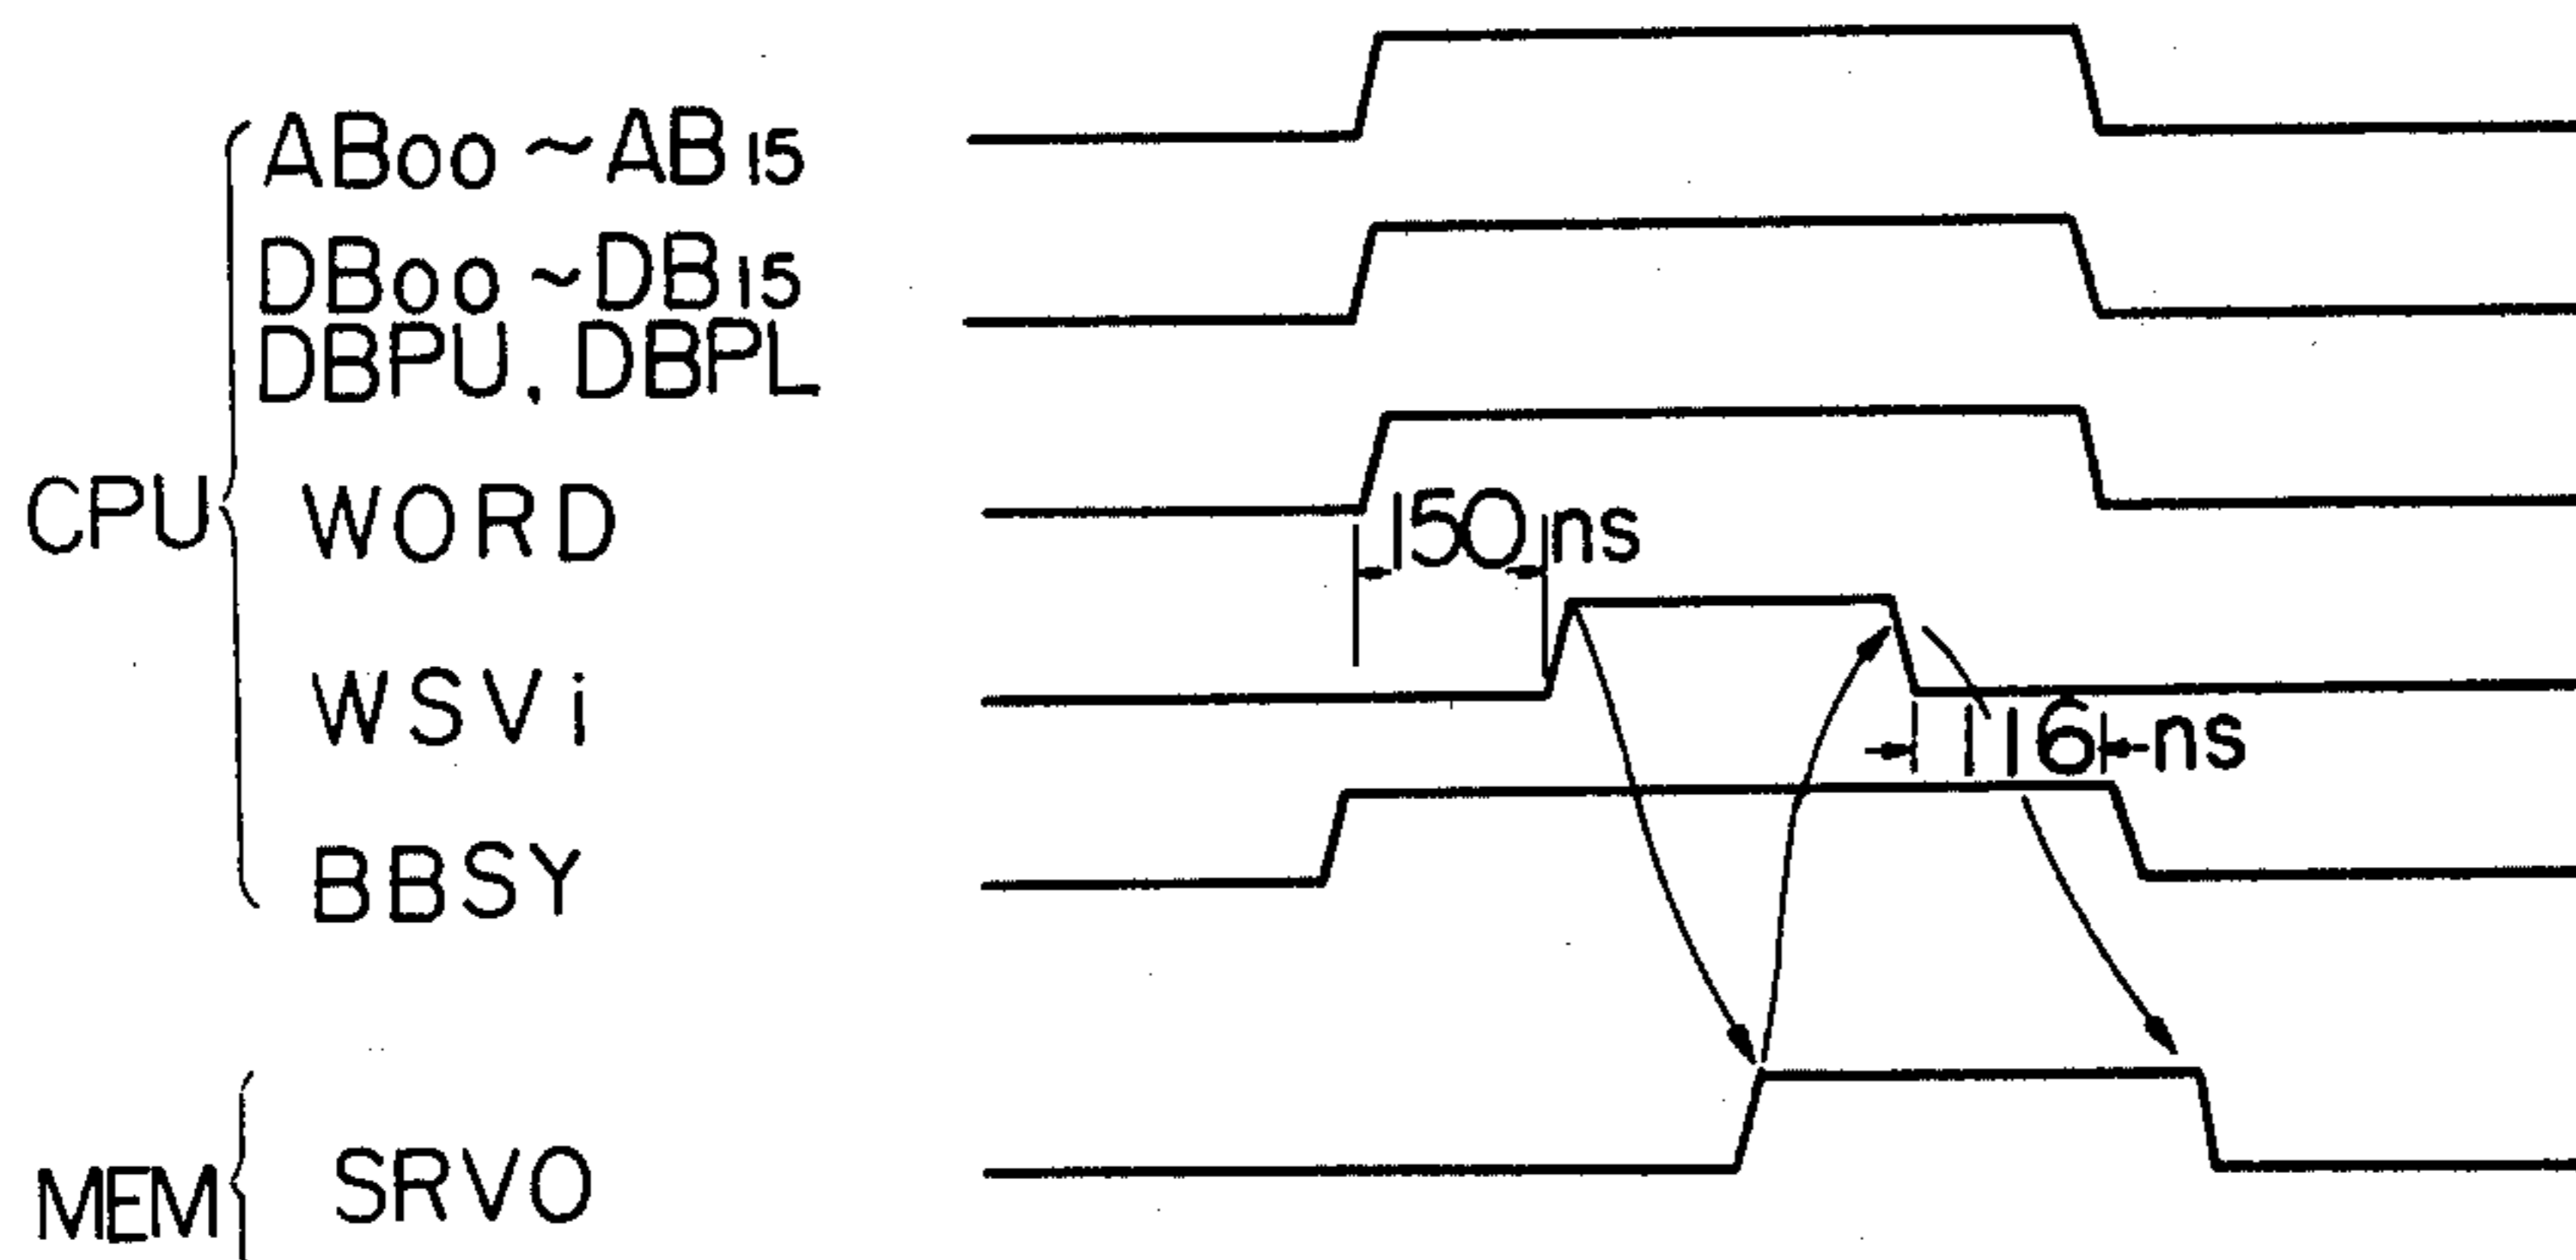 AB00 ~ AB15
DB00 ~ DB15
DBPU. DBPL
CPU
WORD
150 ns
WSVi
116 ns
BBSY
MEM
SRVO